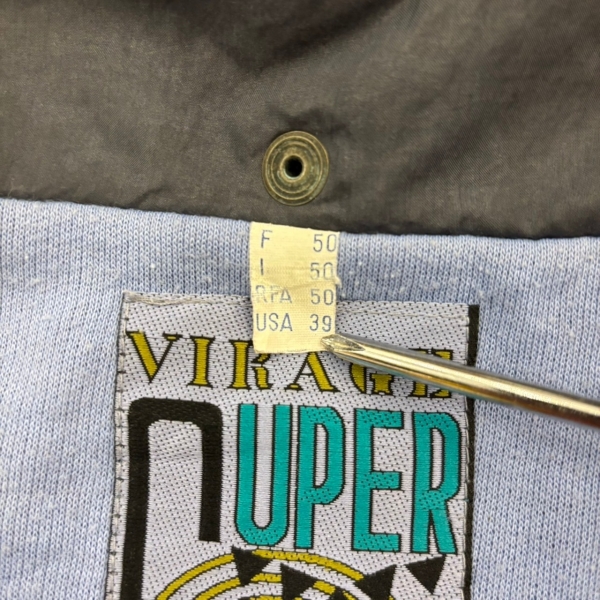 F 50
I 50
RFA 50
USA 39
VIRAGE
UPER